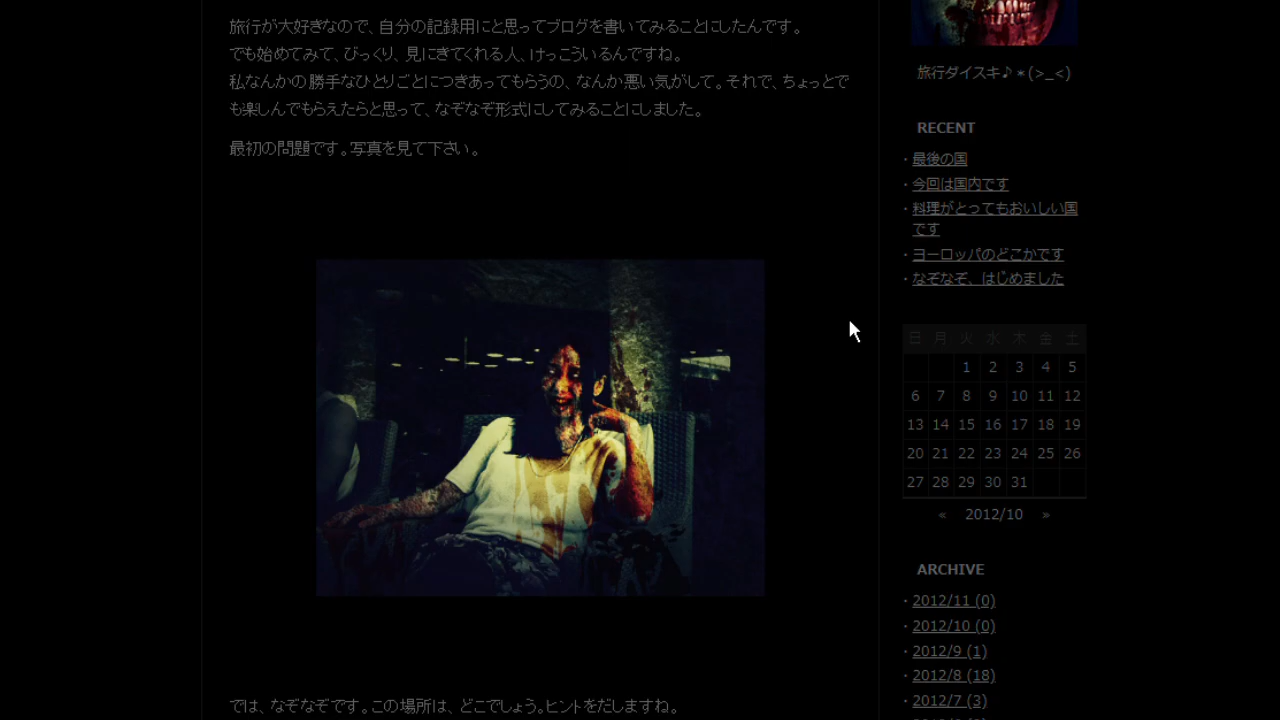 旅行が大好きなので、自分の記録用にと思ってブログを書いてみることにしたんです。
でも始めてみて、びっくり、見にきてくれる人、けっこういるんですね。
私なんかの勝手なひとりごとにつきあってもらうの、なんか悪い気がして。それで、ちょっとで
も楽しんでもらえたらと思って、なぞなぞ形式にしてみることにしました。
最初の問題です。写真を見て下さい。
では、なぞなぞです。この場所は、どこでしょう。ヒントをだしますね。
旅行ダイスキ♪*(>_<)
RECENT
・最後の国
・今回は国内です
・料理がとってもおいしい国
です
・ヨーロッパのどこかです
・なぞなぞ、はじめました
日 月 火 水 木 金 土
1 2 3 4 5
6 7 8 9 10 11 12
13 14 15 16 17 18 19
20 21 22 23 24 25 26
27 28 29 30 31
« 2012/10 »
ARCHIVE
・2012/11 (0)
・2012/10 (0)
・2012/9 (1)
・2012/8 (18)
・2012/7 (3)